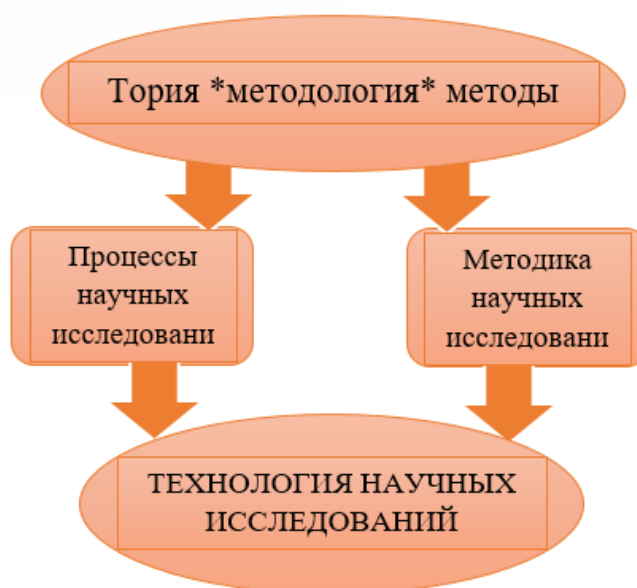 Тория *методология* методы
Процессы
научных
исследовани
Методика
научных
исследовани
ТЕХНОЛОГИЯ НАУЧНЫХ
ИССЛЕДОВАНИЙ